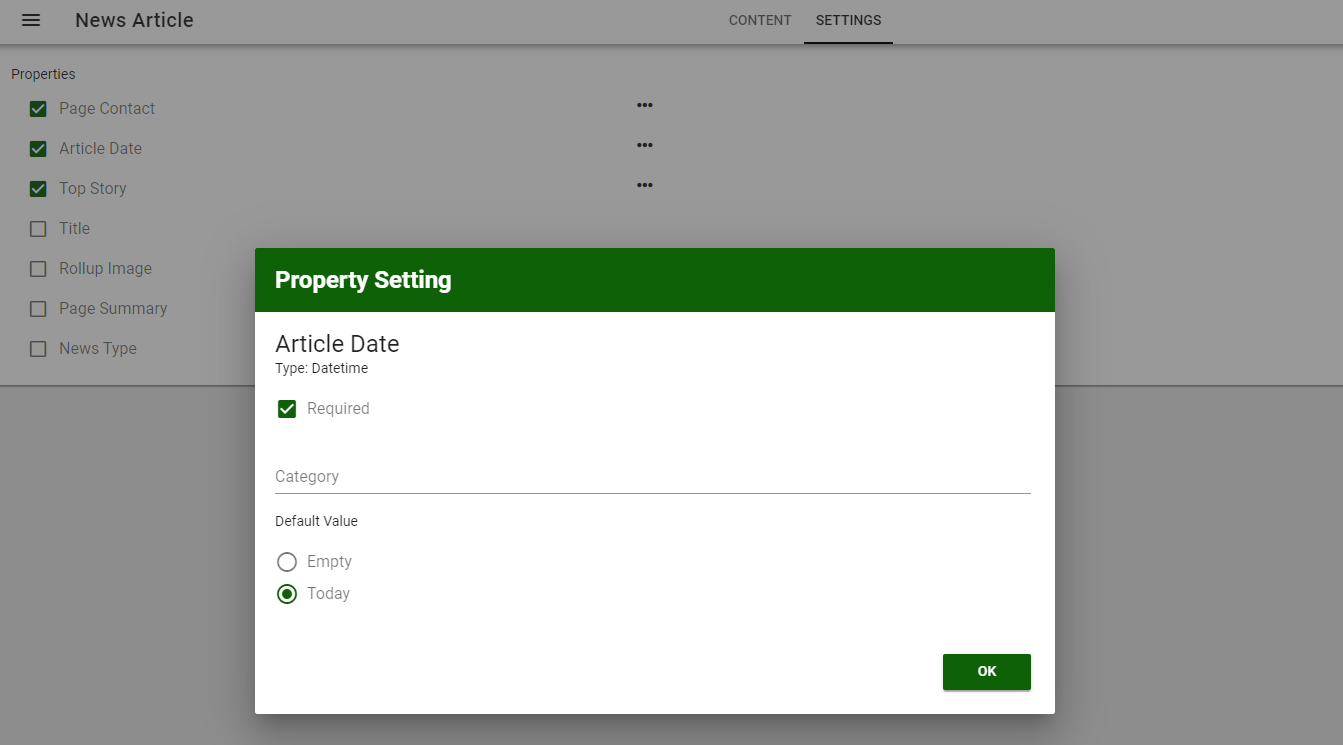 News Article
CONTENT
SETTINGS
Properties
Page Contact
Article Date
Top Story
Title
Rollup Image
Page Summary
News Type
Property Setting
Article Date
Type: Datetime
Required
Category
Default Value
Empty
Today
OK